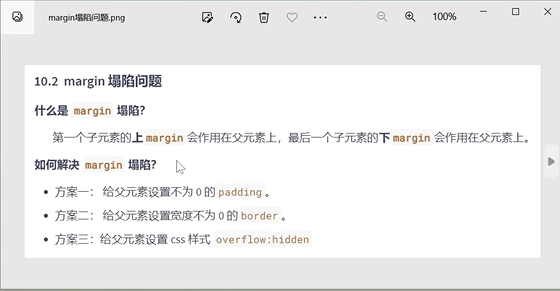 margin塌陷问题.png
100%
10.2 margin 塌陷问题
什么是 margin 塌陷？
第一个子元素的上 margin 会作用在父元素上，最后一个子元素的下 margin 会作用在父元素上。
如何解决 margin 塌陷？
方案一： 给父元素设置不为 0 的 padding 。
方案二： 给父元素设置宽度不为 0 的 border 。
方案三：给父元素设置 css 样式 overflow:hidden